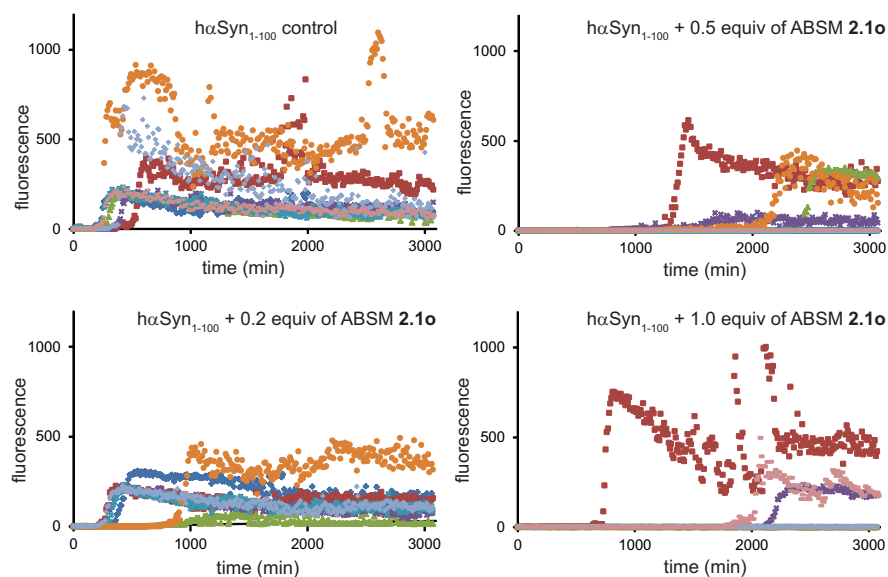 hαSyn1-100 control
1000
500
0
fluorescence
0 1000 2000 3000
time (min)
hαSyn1-100 + 0.5 equiv of ABSM 2.1o
1000
500
0
fluorescence
0 1000 2000 3000
time (min)
hαSyn1-100 + 0.2 equiv of ABSM 2.1o
1000
500
0
fluorescence
0 1000 2000 3000
time (min)
hαSyn1-100 + 1.0 equiv of ABSM 2.1o
1000
500
0
fluorescence
0 1000 2000 3000
time (min)